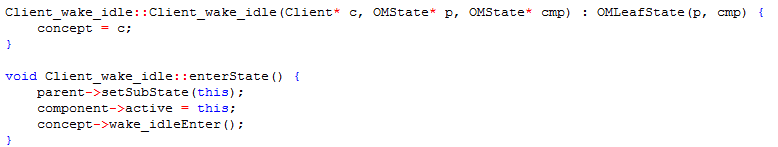 Client_wake_idle::Client_wake_idle(Client* c, OMState* p, OMState* cmp) : OMLeafState(p, cmp) {
    concept = c;
}

void Client_wake_idle::enterState() {
    parent->setSubState(this);
    component->active = this;
    concept->wake_idleEnter();
}